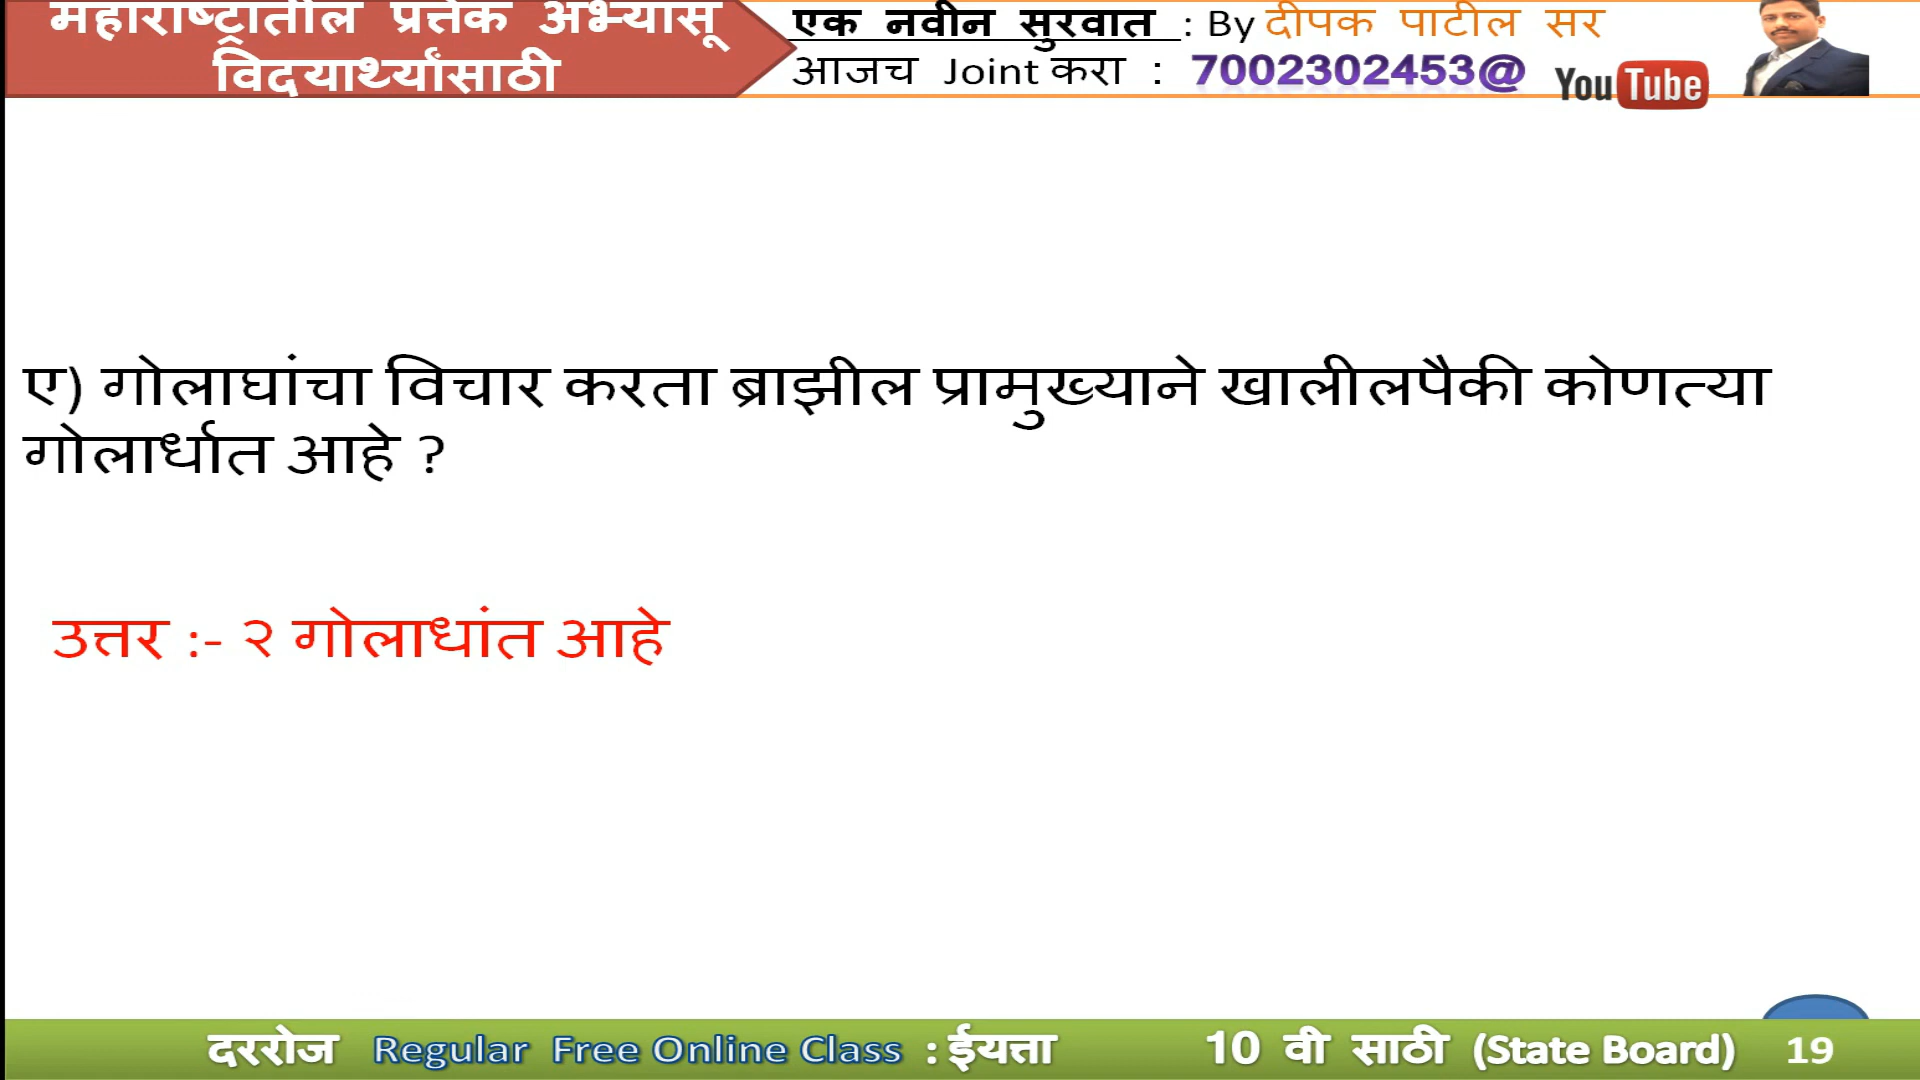 महाराष्ट्रातील प्रत्तेक अभ्यासू
विदयार्थ्यांसाठी
एक नवीन सुरवात : By दीपक पाटील सर
आजच Joint करा : 7002302453@
YouTube
ए) गोलाघांचा विचार करता ब्राझील प्रामुख्याने खालीलपैकी कोणत्या
गोलार्धात आहे ?
उत्तर :- २ गोलाधांत आहे
दररोज Regular Free Online Class : ईयत्ता 10 वी साठी (State Board) 19